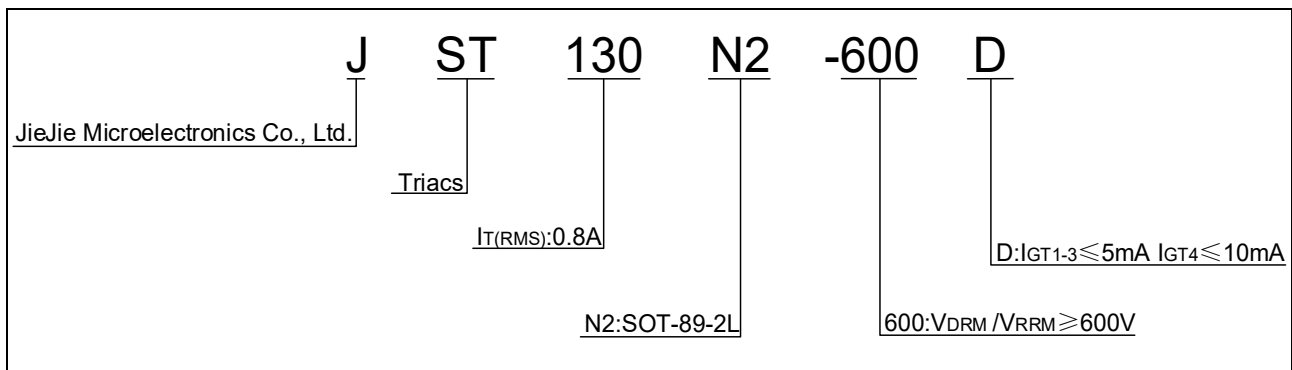 J ST 130 N2 -600 D
JieJie Microelectronics Co., Ltd.
Triacs
IT(RMS):0.8A
D:IGT1-3≤5mA IGT4≤10mA
N2:SOT-89-2L
600:VDRM /VRRM≥600V